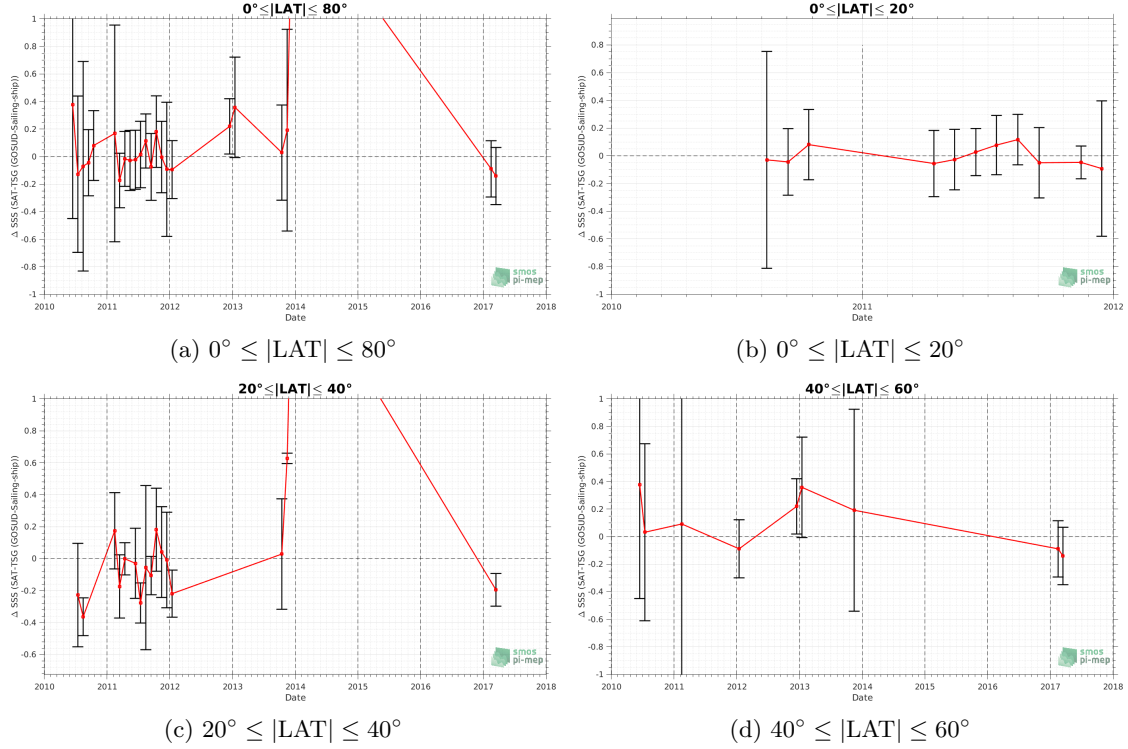 0°≤|LAT|≤ 80°
1
0.8
0.6
0.4
0.2
0
-0.2
-0.4
-0.6
-0.8
-1
Δ SSS (SAT-TSG (GOSUD-Sailing-ship))
2010 2011 2012 2013 2014 2015 2016 2017 2018
Date
smos
pi-mep
(a) 0° ≤ |LAT| ≤ 80°
0°≤|LAT|≤ 20°
0.8
0.6
0.4
0.2
0
-0.2
-0.4
-0.6
-0.8
-1
Δ SSS (SAT-TSG (GOSUD-Sailing-ship))
2010 2011 2012
Date
smos
pi-mep
(b) 0° ≤ |LAT| ≤ 20°
20°≤|LAT|≤ 40°
1
0.8
0.6
0.4
0.2
0
-0.2
-0.4
-0.6
Δ SSS (SAT-TSG (GOSUD-Sailing-ship))
2010 2011 2012 2013 2014 2015 2016 2017 2018
Date
smos
pi-mep
(c) 20° ≤ |LAT| ≤ 40°
40°≤|LAT|≤ 60°
1
0.8
0.6
0.4
0.2
0
-0.2
-0.4
-0.6
-0.8
-1
Δ SSS (SAT-TSG (GOSUD-Sailing-ship))
2010 2011 2012 2013 2014 2015 2016 2017 2018
Date
smos
pi-mep
(d) 40° ≤ |LAT| ≤ 60°